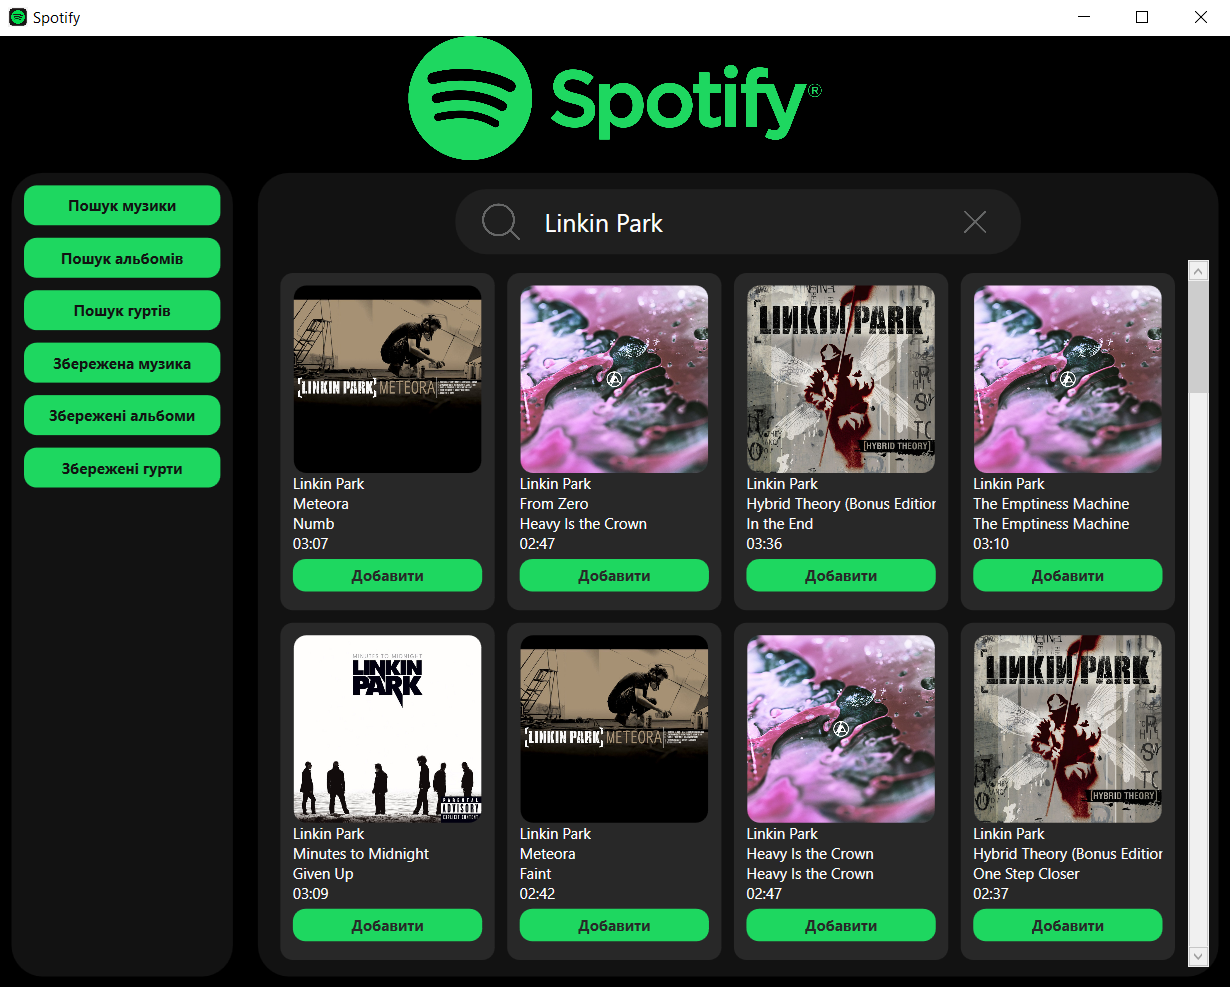 Spotify
Spotify®
Пошук музики
Пошук альбомів
Пошук гуртів
Збережена музика
Збережені альбоми
Збережені гурти
Linkin Park
[LINKIN PARK] METEORA
Linkin Park
Meteora
Numb
03:07
Добавити
Linkin Park
From Zero
Heavy Is the Crown
02:47
Добавити
LINKIN PARK
[HYBRID THEORY]
Linkin Park
Hybrid Theory (Bonus Edition
In the End
03:36
Добавити
Linkin Park
The Emptiness Machine
The Emptiness Machine
03:10
Добавити
MINUTES TO MIDNIGHT
LINKIN
PARK
PARENTAL
ADVISORY
EXPLICIT CONTENT
Linkin Park
Minutes to Midnight
Given Up
03:09
Добавити
[LINKIN PARK] METEORA
Linkin Park
Meteora
Faint
02:42
Добавити
Linkin Park
Heavy Is the Crown
Heavy Is the Crown
02:47
Добавити
LINKIN PARK
[HYBRID THEORY]
Linkin Park
Hybrid Theory (Bonus Edition
One Step Closer
02:37
Добавити